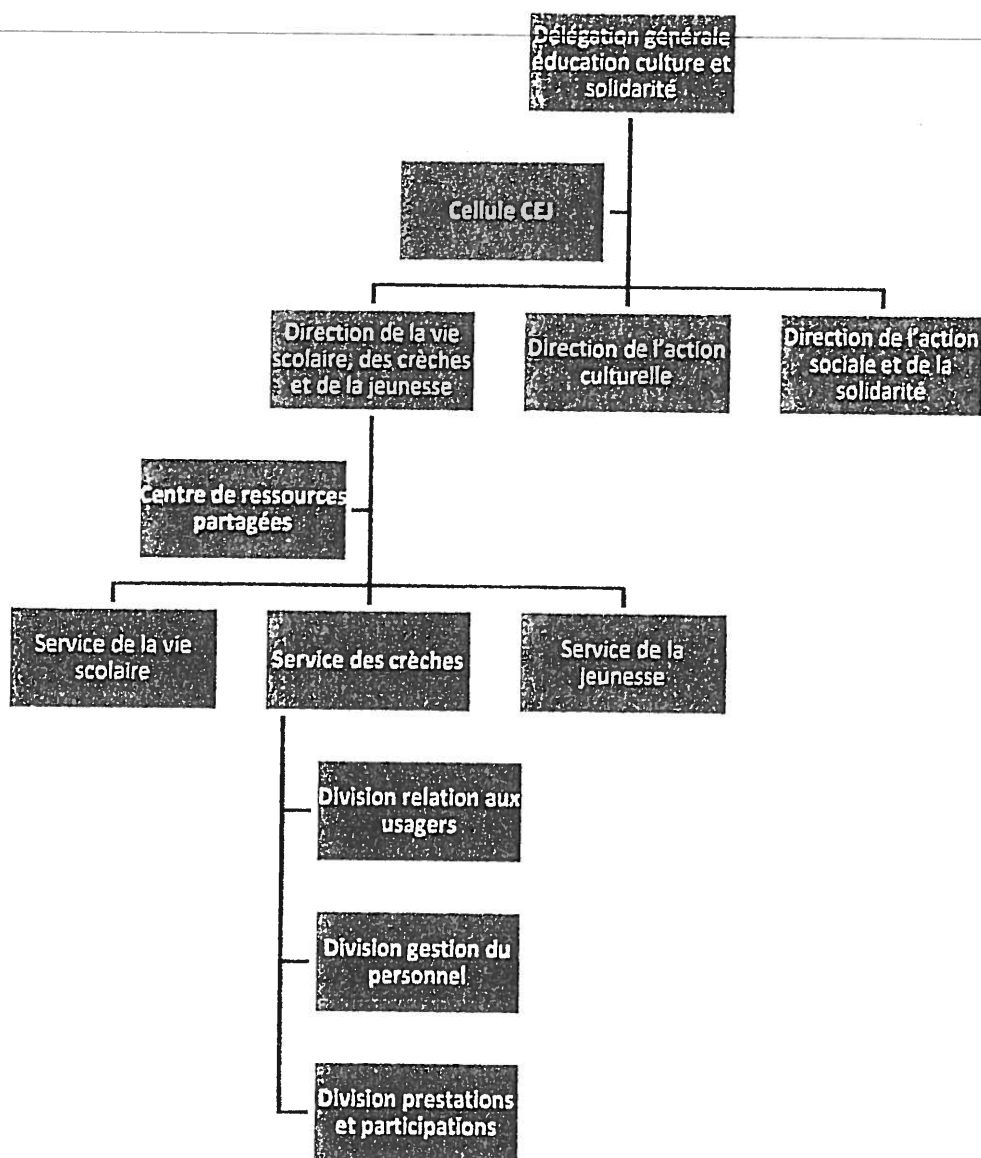 Délégation générale
éducation culture et
solidarité
Cellule CEJ
Direction de la vie
scolaire, des crèches
et de la jeunesse
Direction de l'action
culturelle
Direction de l'action
sociale et de la
solidarité
Centre de ressources
partagées
Service de la vie
scolaire
Service des crèches
Service de la
jeunesse
Division relation aux
usagers
Division gestion du
personnel
Division prestations
et participations